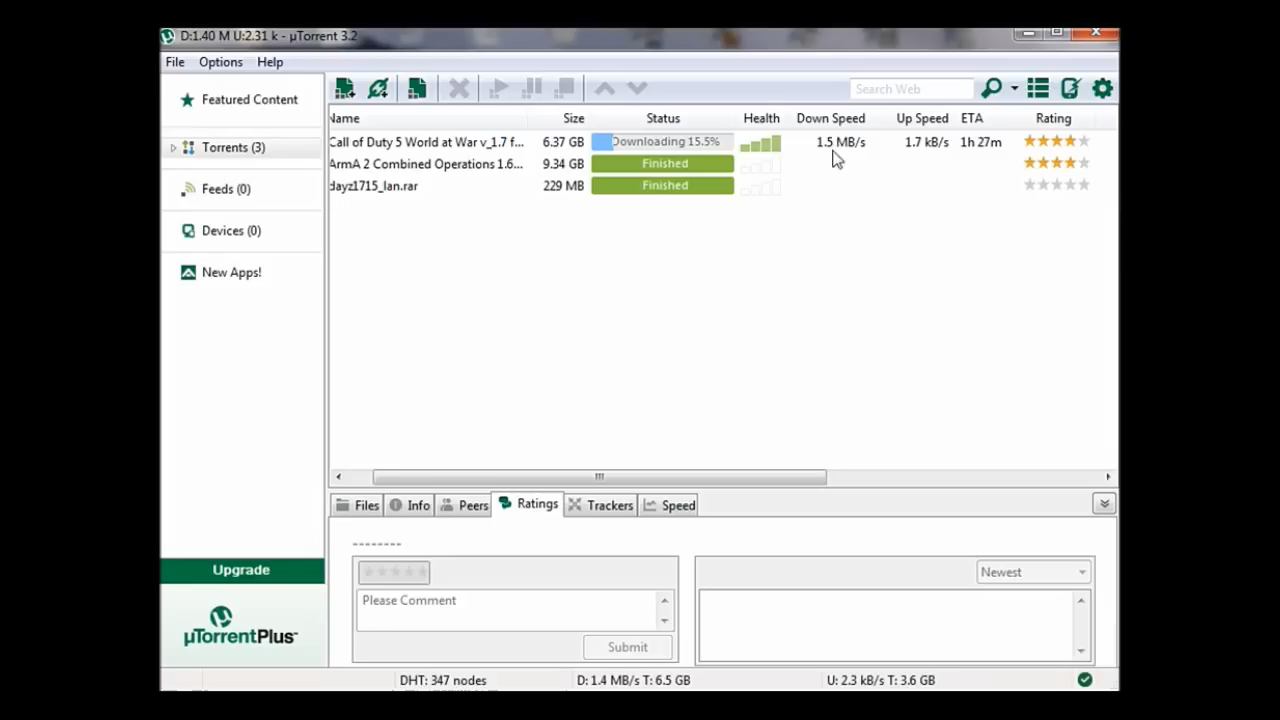 D:1.40 M U:2.31 k - µTorrent 3.2
File Options Help
Featured Content
Search Web
Name Size Status Health Down Speed Up Speed ETA Rating
Call of Duty 5 World at War v_1.7 f... 6.37 GB Downloading 15.5% 1.5 MB/s 1.7 kB/s 1h 27m
Torrents (3)
ArmA 2 Combined Operations 1.6... 9.34 GB Finished
dayz1715_lan.rar 229 MB Finished
Feeds (0)
Devices (0)
New Apps!
Files Info Peers Ratings Trackers Speed
--------
Upgrade
Newest
Please Comment
µTorrentPlus
Submit
DHT: 347 nodes D: 1.4 MB/s T: 6.5 GB U: 2.3 kB/s T: 3.6 GB